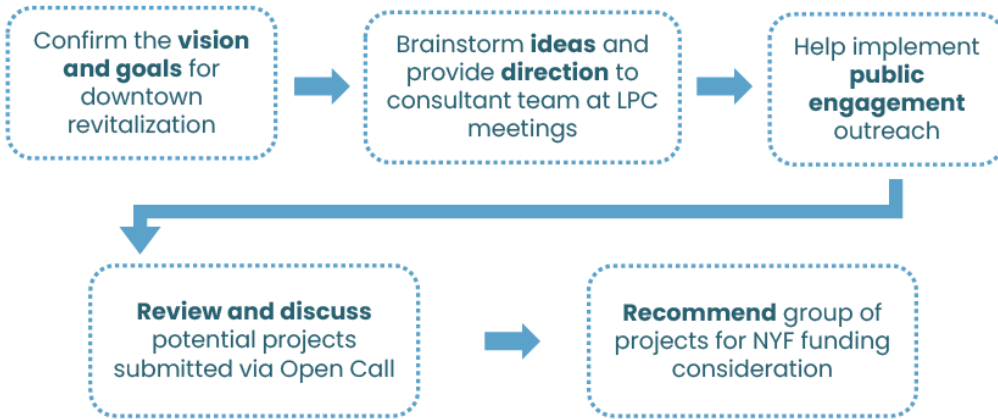 Confirm the vision
and goals for
downtown
revitalization
Brainstorm ideas and
provide direction to
consultant team at LPC
meetings
Help implement
public
engagement
outreach
Review and discuss
potential projects
submitted via Open Call
Recommend group of
projects for NYF funding
consideration